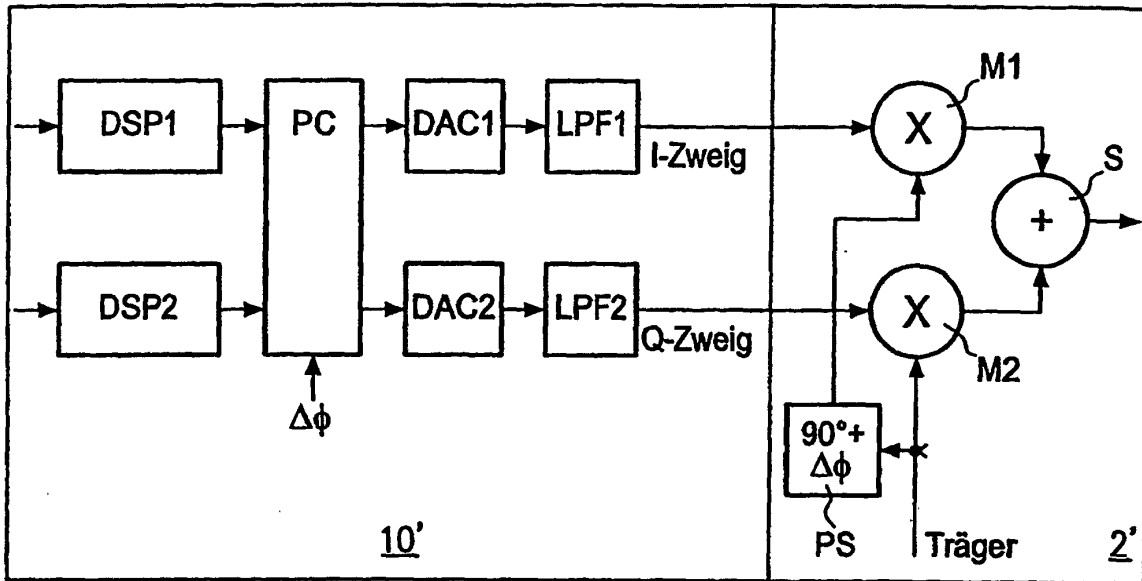 DSP1
PC
DAC1
LPF1
I-Zweig
X
M1
S
+
DSP2
DAC2
LPF2
Q-Zweig
X
M2
Δϕ
90°+
Δϕ
PS
Träger
10'
2'